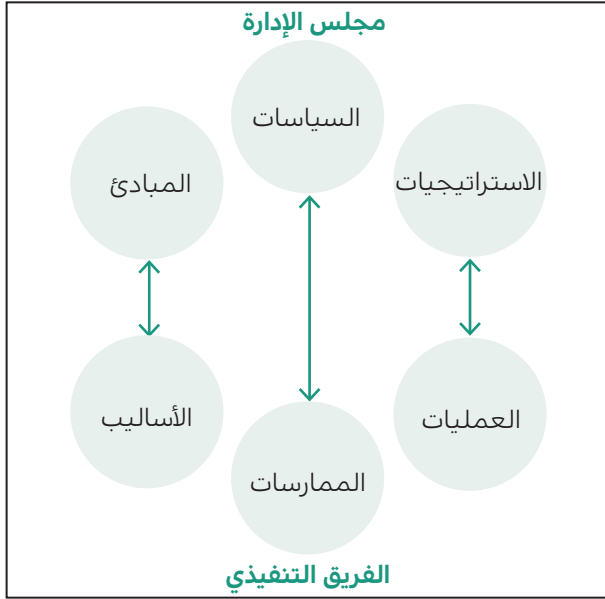 مجلس الإدارة
السياسات
الاستراتيجيات
المبادئ
العمليات
الأساليب
الممارسات
الفريق التنفيذي